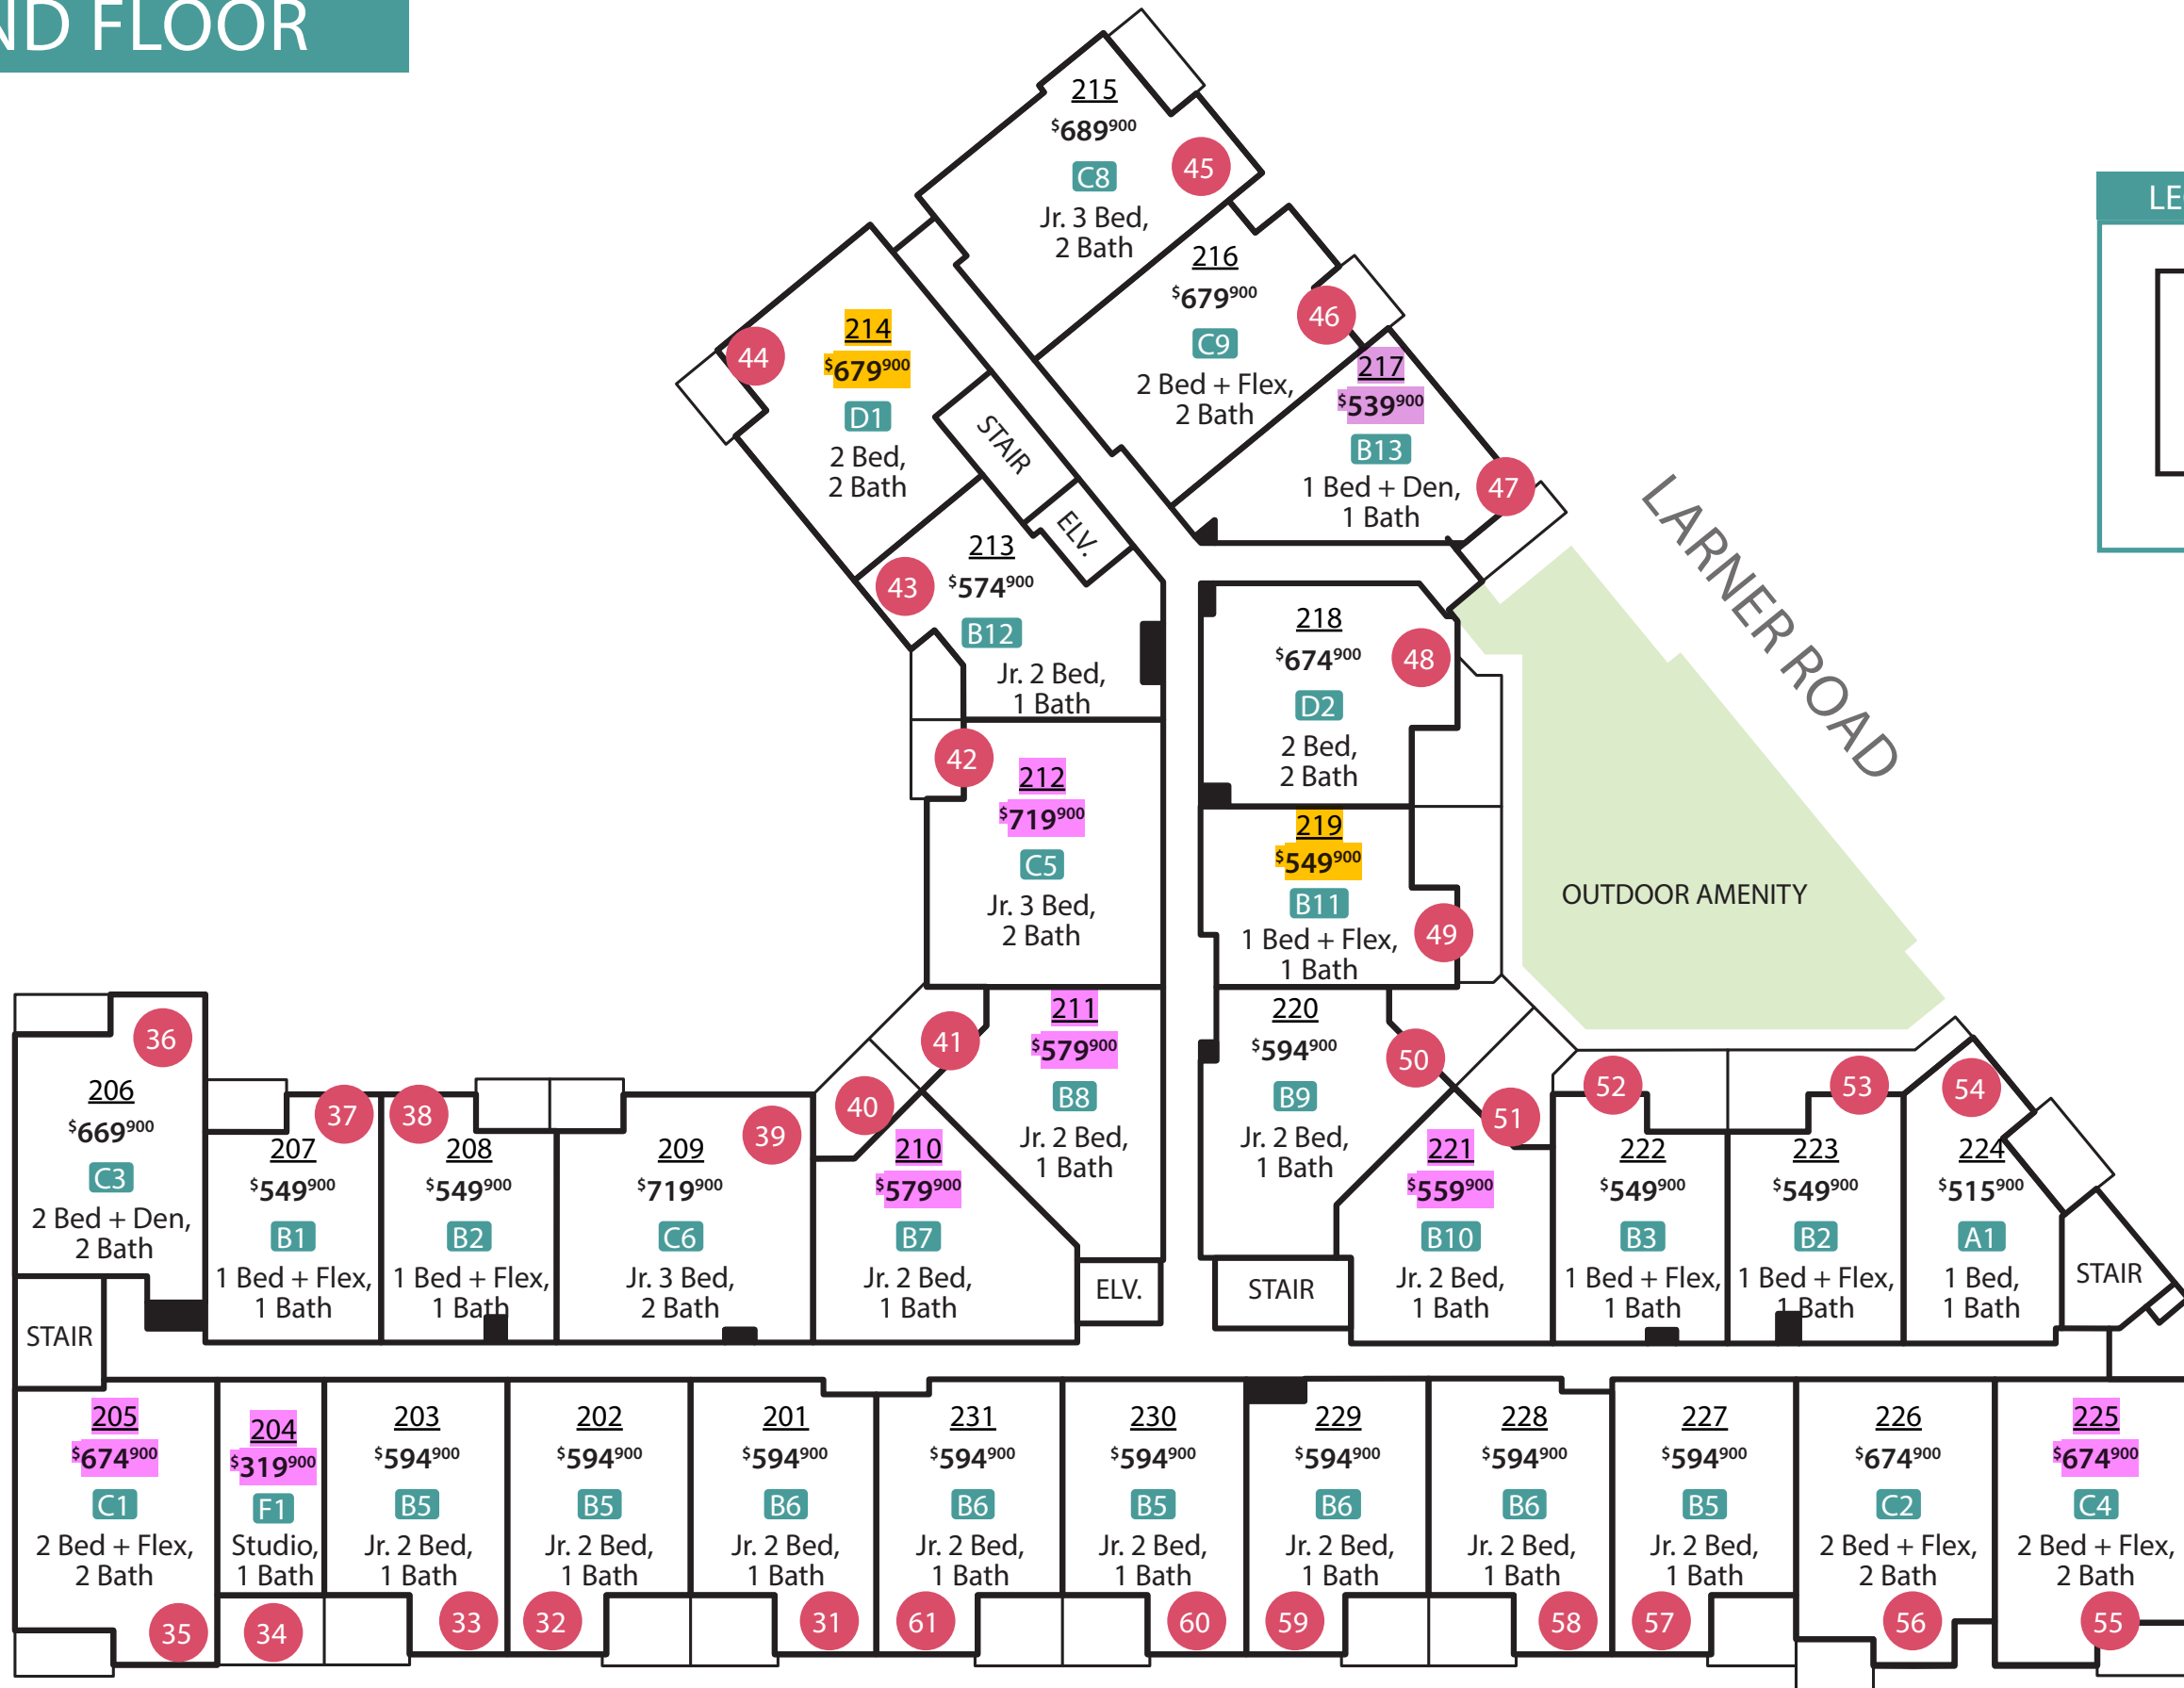 ND FLOOR
LE
215
$689900
C8
45
Jr. 3 Bed,
2 Bath
216
$679900
C9
46
2 Bed + Flex,
2 Bath
44
214
$679900
D1
2 Bed,
2 Bath
217
$539900
B13
1 Bed + Den,
1 Bath
47
STAIR
ELV.
LARNER ROAD
43
213
$574900
B12
Jr. 2 Bed,
1 Bath
218
$674900
D2
48
2 Bed,
2 Bath
42
212
$719900
C5
Jr. 3 Bed,
2 Bath
219
$549900
B11
1 Bed + Flex,
1 Bath
49
OUTDOOR AMENITY
36
206
$669900
C3
2 Bed + Den,
2 Bath
37
207
$549900
B1
1 Bed + Flex,
1 Bath
38
208
$549900
B2
1 Bed + Flex,
1 Bath
39
209
$719900
C6
Jr. 3 Bed,
2 Bath
40
210
$579900
B7
Jr. 2 Bed,
1 Bath
41
211
$579900
B8
Jr. 2 Bed,
1 Bath
ELV.
220
$594900
B9
Jr. 2 Bed,
1 Bath
50
STAIR
51
221
$559900
B10
Jr. 2 Bed,
1 Bath
52
222
$549900
B3
1 Bed + Flex,
1 Bath
53
223
$549900
B2
1 Bed + Flex,
1 Bath
54
224
$515900
A1
1 Bed,
1 Bath
STAIR
STAIR
205
$674900
C1
2 Bed + Flex,
2 Bath
35
204
$319900
F1
Studio,
1 Bath
34
203
$594900
B5
Jr. 2 Bed,
1 Bath
33
202
$594900
B5
Jr. 2 Bed,
1 Bath
32
201
$594900
B6
Jr. 2 Bed,
1 Bath
31
231
$594900
B6
Jr. 2 Bed,
1 Bath
61
230
$594900
B5
Jr. 2 Bed,
1 Bath
60
229
$594900
B6
Jr. 2 Bed,
1 Bath
59
228
$594900
B6
Jr. 2 Bed,
1 Bath
58
227
$594900
B5
Jr. 2 Bed,
1 Bath
57
226
$674900
C2
2 Bed + Flex,
2 Bath
56
225
$674900
C4
2 Bed + Flex,
2 Bath
55